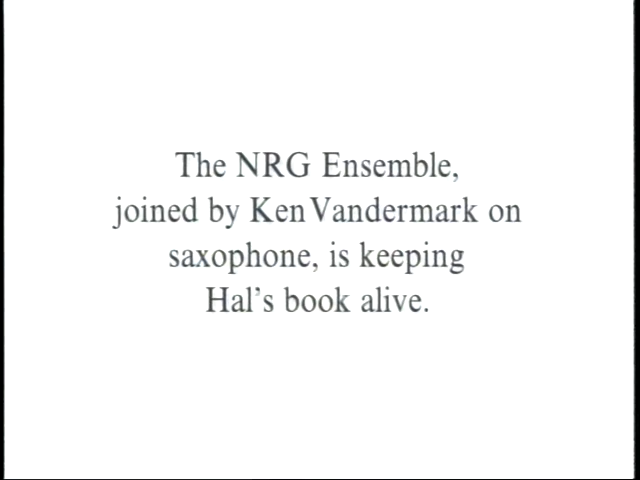 The NRG Ensemble,
joined by Ken Vandermark on
saxophone, is keeping
Hal's book alive.